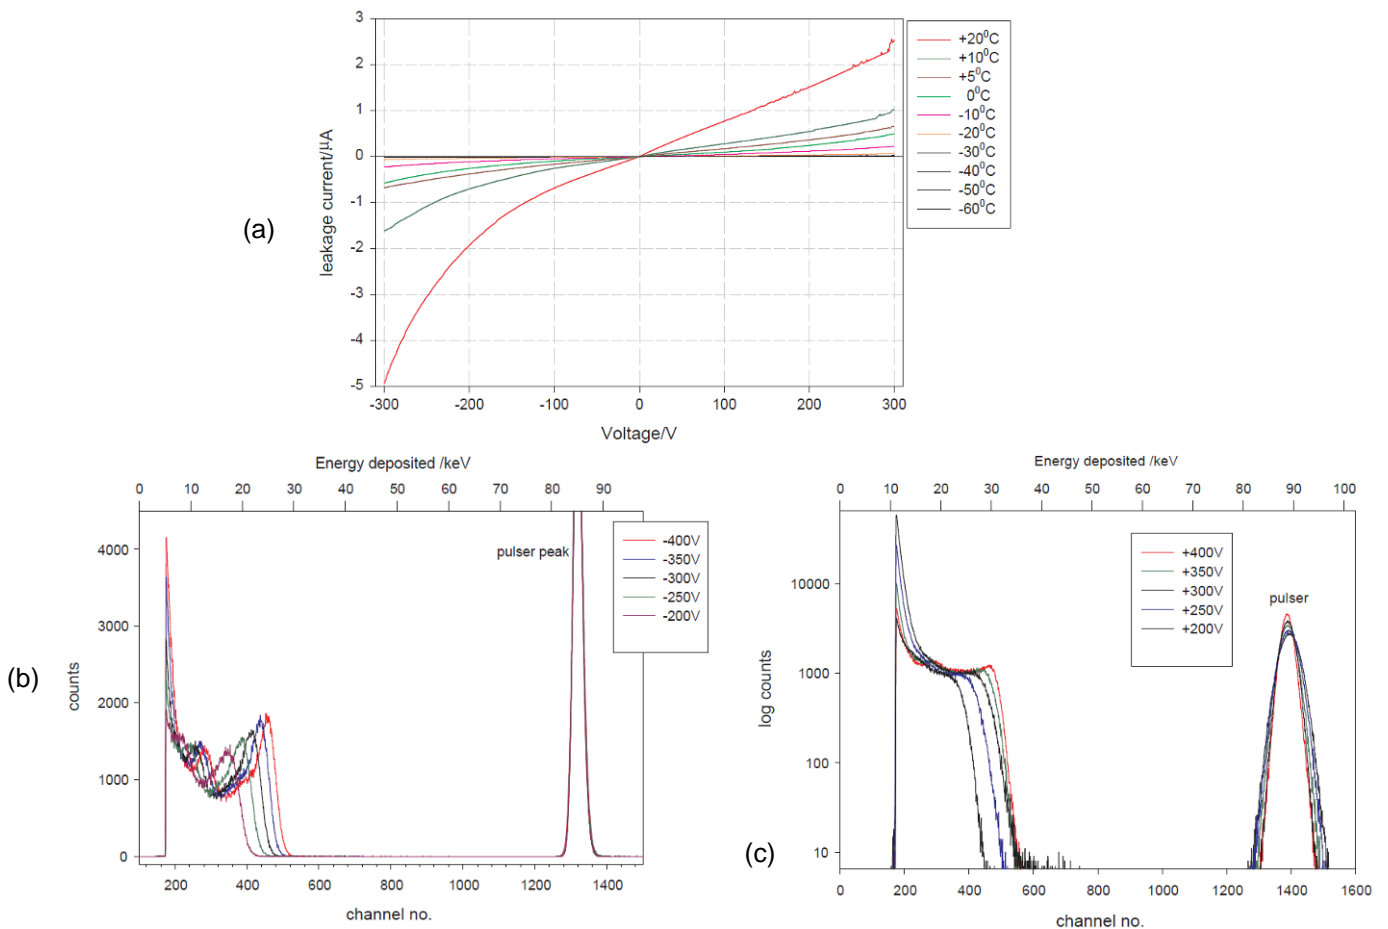 (a)
3
2
1
0
-1
-2
-3
-4
-5
leakage current/µA
-300 -200 -100 0 100 200 300
Voltage/V
+20⁰C
+10⁰C
+5⁰C
0⁰C
-10⁰C
-20⁰C
-30⁰C
-40⁰C
-50⁰C
-60⁰C
(b)
Energy deposited /keV
0 10 20 30 40 50 60 70 80 90
4000
3000
2000
1000
0
counts
pulser peak
-400V
-350V
-300V
-250V
-200V
200 400 600 800 1000 1200 1400
channel no.
(c)
Energy deposited /keV
0 10 20 30 40 50 60 70 80 90 100
10000
1000
100
10
log counts
+400V
+350V
+300V
+250V
+200V
pulser
0 200 400 600 800 1000 1200 1400 1600
channel no.